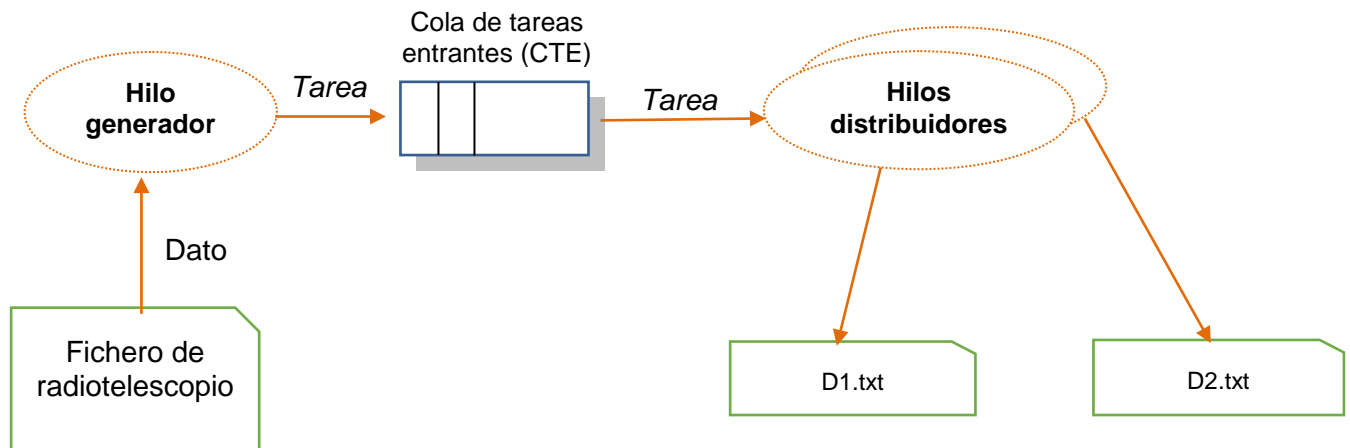 Cola de tareas
entrantes (CTE)
Hilo
generador
Tarea
Tarea
Hilos
distribuidores
Dato
Fichero de
radiotelescopio
D1.txt
D2.txt